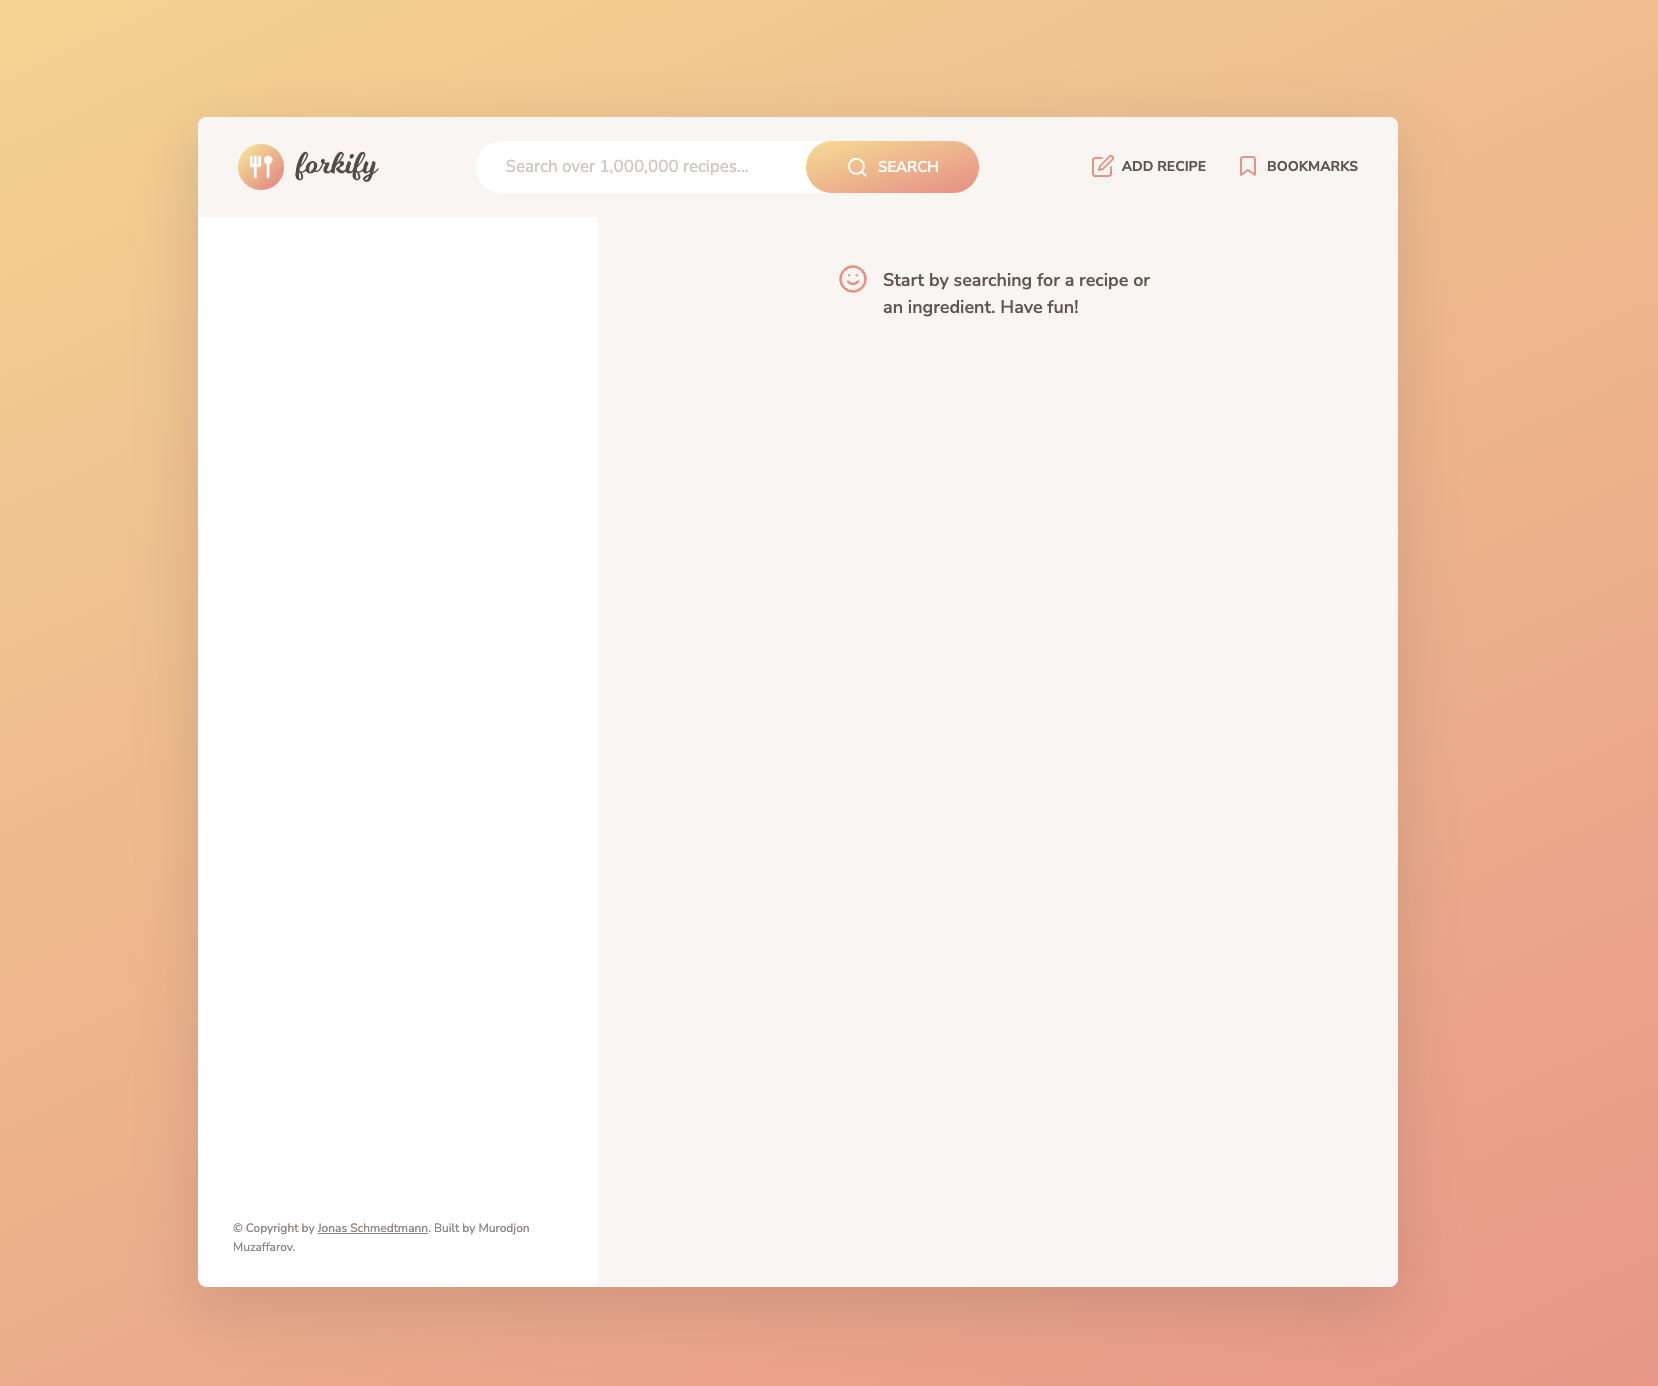 forkify
Search over 1,000,000 recipes...
SEARCH
ADD RECIPE
BOOKMARKS
Start by searching for a recipe or
an ingredient. Have fun!
© Copyright by Jonas Schmedtmann. Built by Murodjon
Muzaffarov.